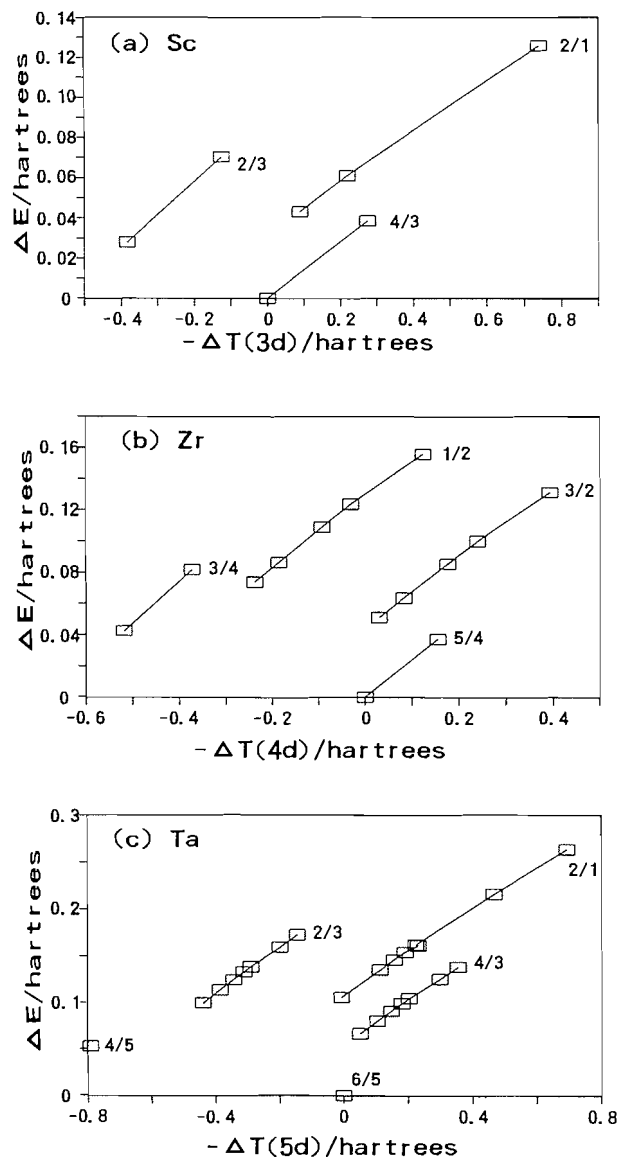 (a) Sc
ΔE/hartrees
0.14
0.12
0.10
0.08
0.06
0.04
0.02
0
2/1
2/3
4/3
-0.4 -0.2 0 0.2 0.4 0.6 0.8
-ΔT(3d)/hartrees
(b) Zr
ΔE/hartrees
0.16
0.12
0.08
0.04
0
1/2
3/2
3/4
5/4
-0.6 -0.4 -0.2 0 0.2 0.4
-ΔT(4d)/hartrees
(c) Ta
ΔE/hartrees
0.3
0.2
0.1
0
2/1
2/3
4/3
4/5
6/5
-0.8 -0.4 0 0.4 0.8
-ΔT(5d)/hartrees